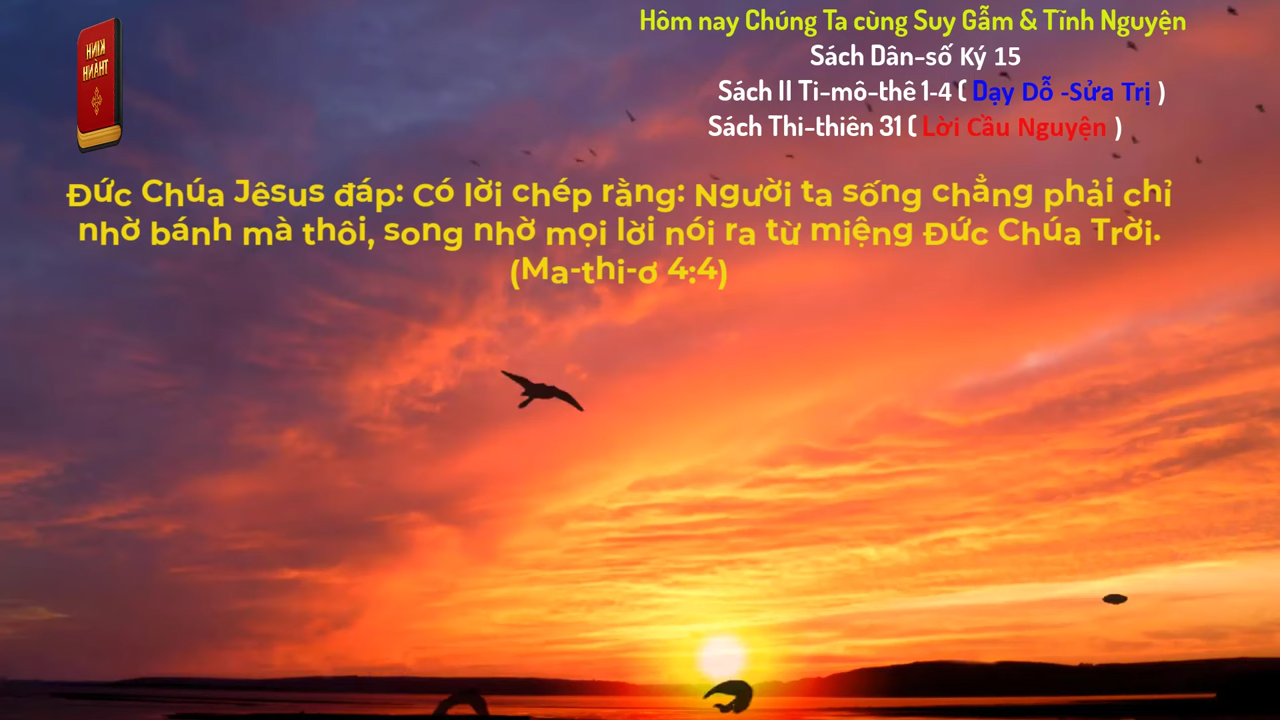 KINH
THÁNH
Hôm nay Chúng Ta cùng Suy Gẫm & Tĩnh Nguyện
Sách Dân-số Ký 15
Sách II Ti-mô-thê 1-4 ( Dạy Dỗ -Sửa Trị )
Sách Thi-thiên 31 ( Lời Cầu Nguyện )
Đức Chúa Jêsus đáp: Có lời chép rằng: Người ta sống chẳng phải chỉ
nhờ bánh mà thôi, song nhờ mọi lời nói ra từ miệng Đức Chúa Trời.
(Ma-thi-ơ 4:4)